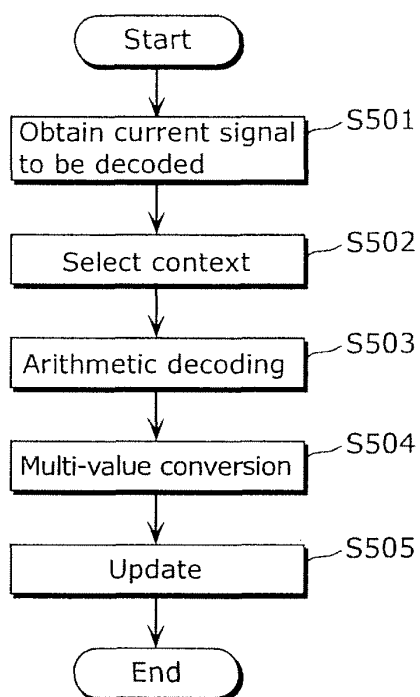 Start
Obtain current signal
to be decoded
S501
Select context
S502
Arithmetic decoding
S503
Multi-value conversion
S504
Update
S505
End